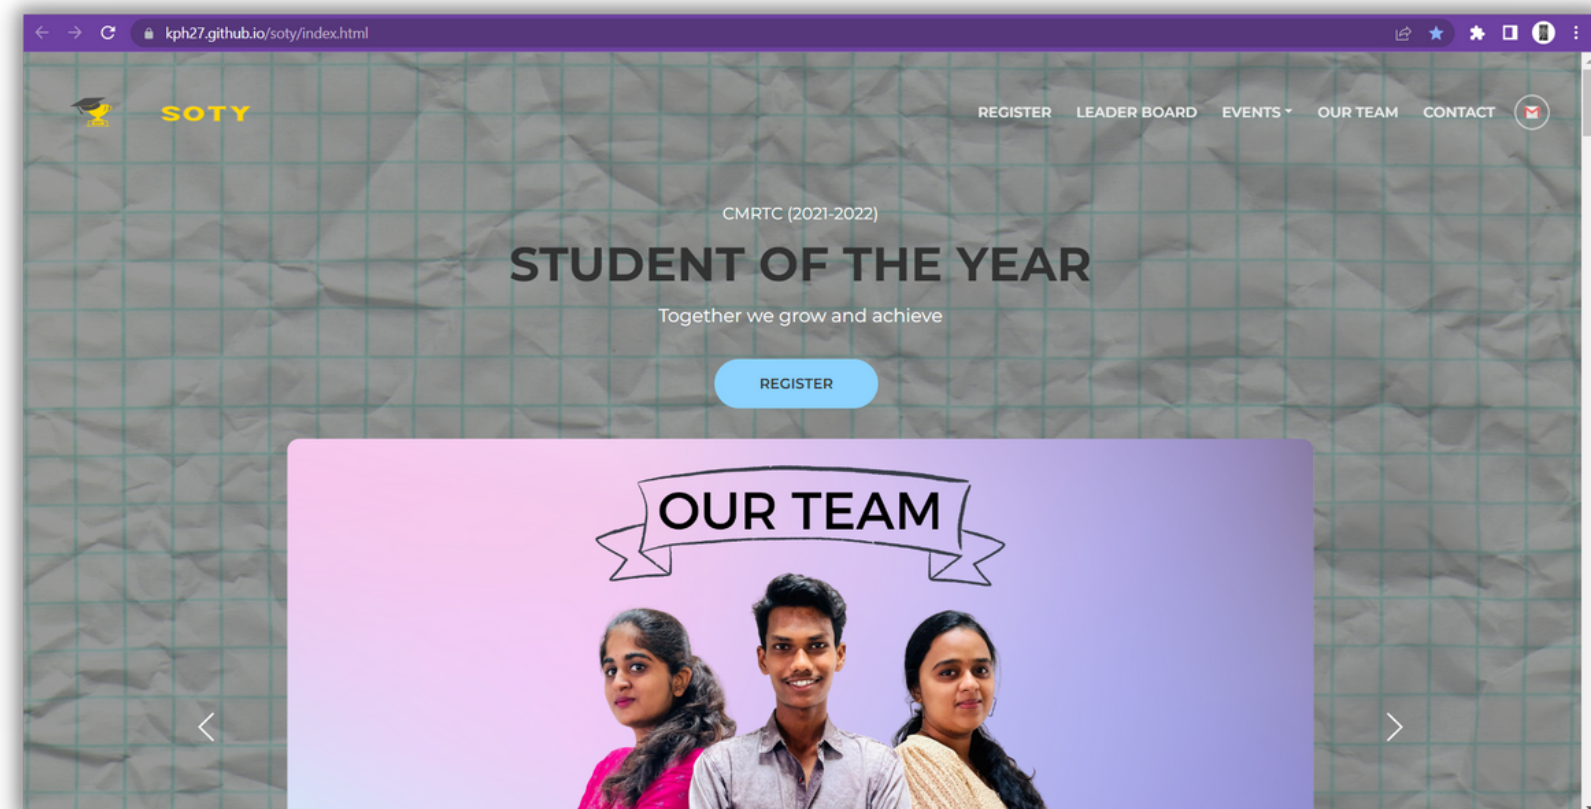 kph27.github.io/soty/index.html
SOTY
REGISTER LEADER BOARD EVENTS OUR TEAM CONTACT
CMRTC (2021-2022)
STUDENT OF THE YEAR
Together we grow and achieve
REGISTER
OUR TEAM